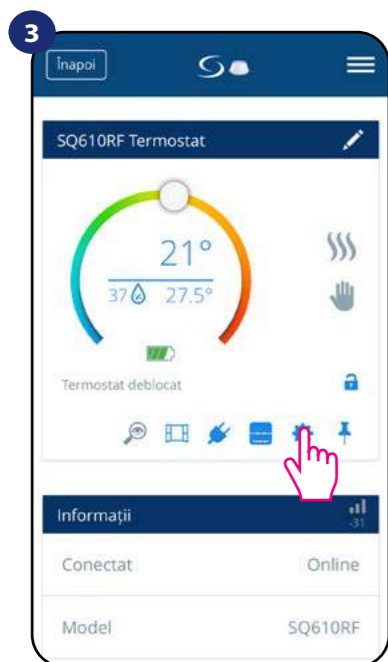 3
Înapoi
SQ610RF Termostat
21°
37 27.5°
Termostat deblocat
Informații
-31
Conectat Online
Model SQ610RF